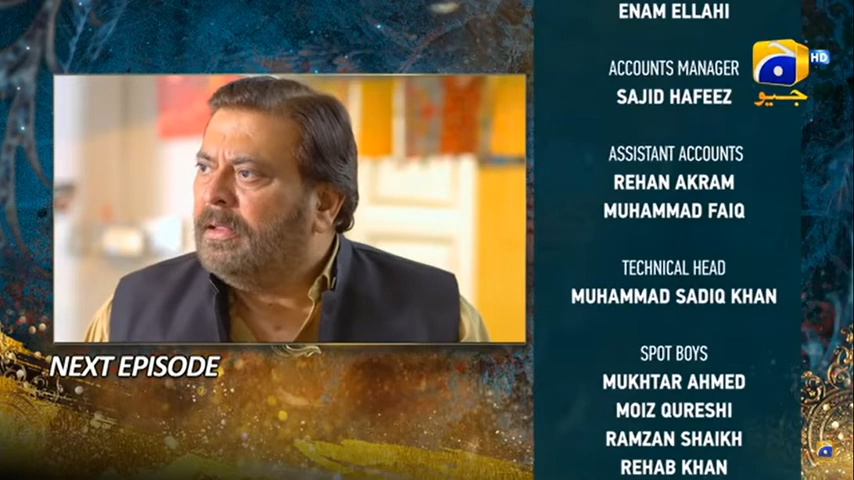 ENAM ELLAHI
ACCOUNTS MANAGER
SAJID HAFEEZ
ASSISTANT ACCOUNTS
REHAN AKRAM
MUHAMMAD FAIQ
TECHNICAL HEAD
MUHAMMAD SADIQ KHAN
SPOT BOYS
MUKHTAR AHMED
MOIZ QURESHI
RAMZAN SHAIKH
REHAB KHAN
NEXT EPISODE
HD
جیو